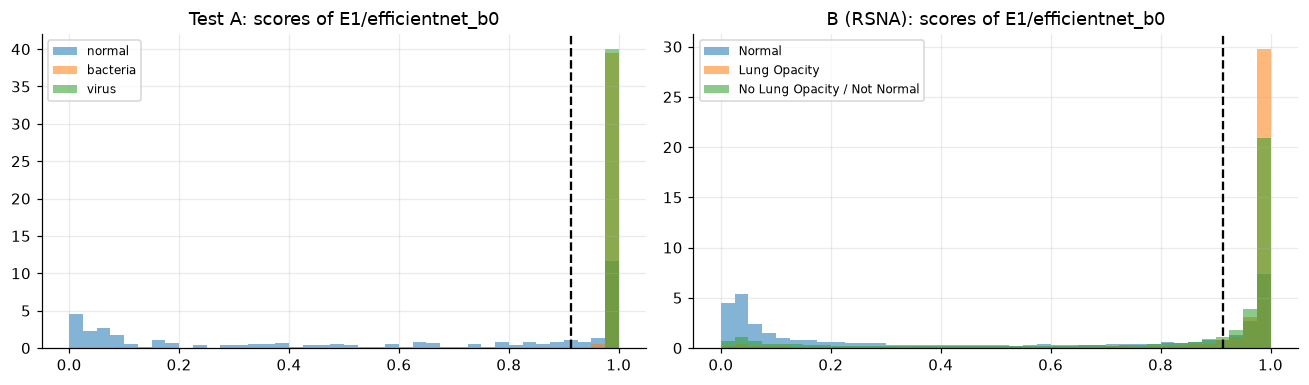 Test A: scores of E1/efficientnet_b0
normal
bacteria
virus
40
35
30
25
20
15
10
5
0
0.0 0.2 0.4 0.6 0.8 1.0
B (RSNA): scores of E1/efficientnet_b0
Normal
Lung Opacity
No Lung Opacity / Not Normal
30
25
20
15
10
5
0
0.0 0.2 0.4 0.6 0.8 1.0